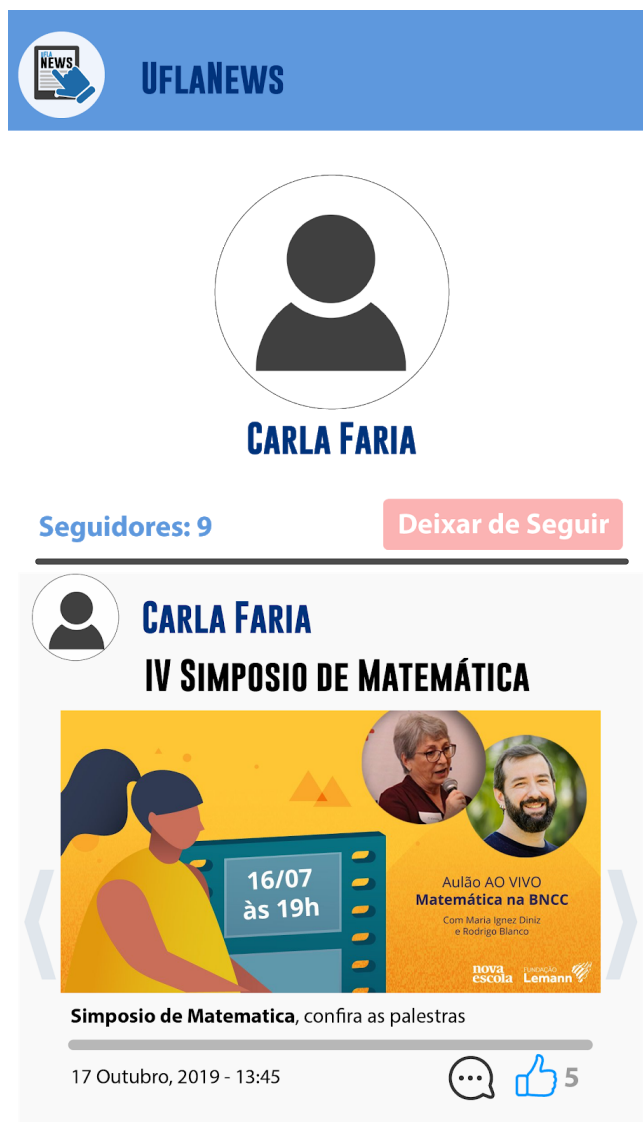 UFLA
NEWS
UFLANEWS
CARLA FARIA
Seguidores: 9
Deixar de Seguir
CARLA FARIA
IV SIMPOSIO DE MATEMÁTICA
16/07
às 19h
Aulão AO VIVO
Matemática na BNCC
Com Maria Ignez Diniz
e Rodrigo Blanco
nova
escola
FUNDAÇÃO
Lemann
Simposio de Matematica, confira as palestras
17 Outubro, 2019 - 13:45
5